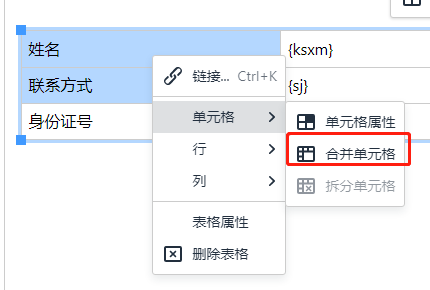 姓名 {ksxm}
联系方式 {sj}
身份证号
链接... Ctrl+K
单元格
行
列
表格属性
删除表格
单元格属性
合并单元格
拆分单元格